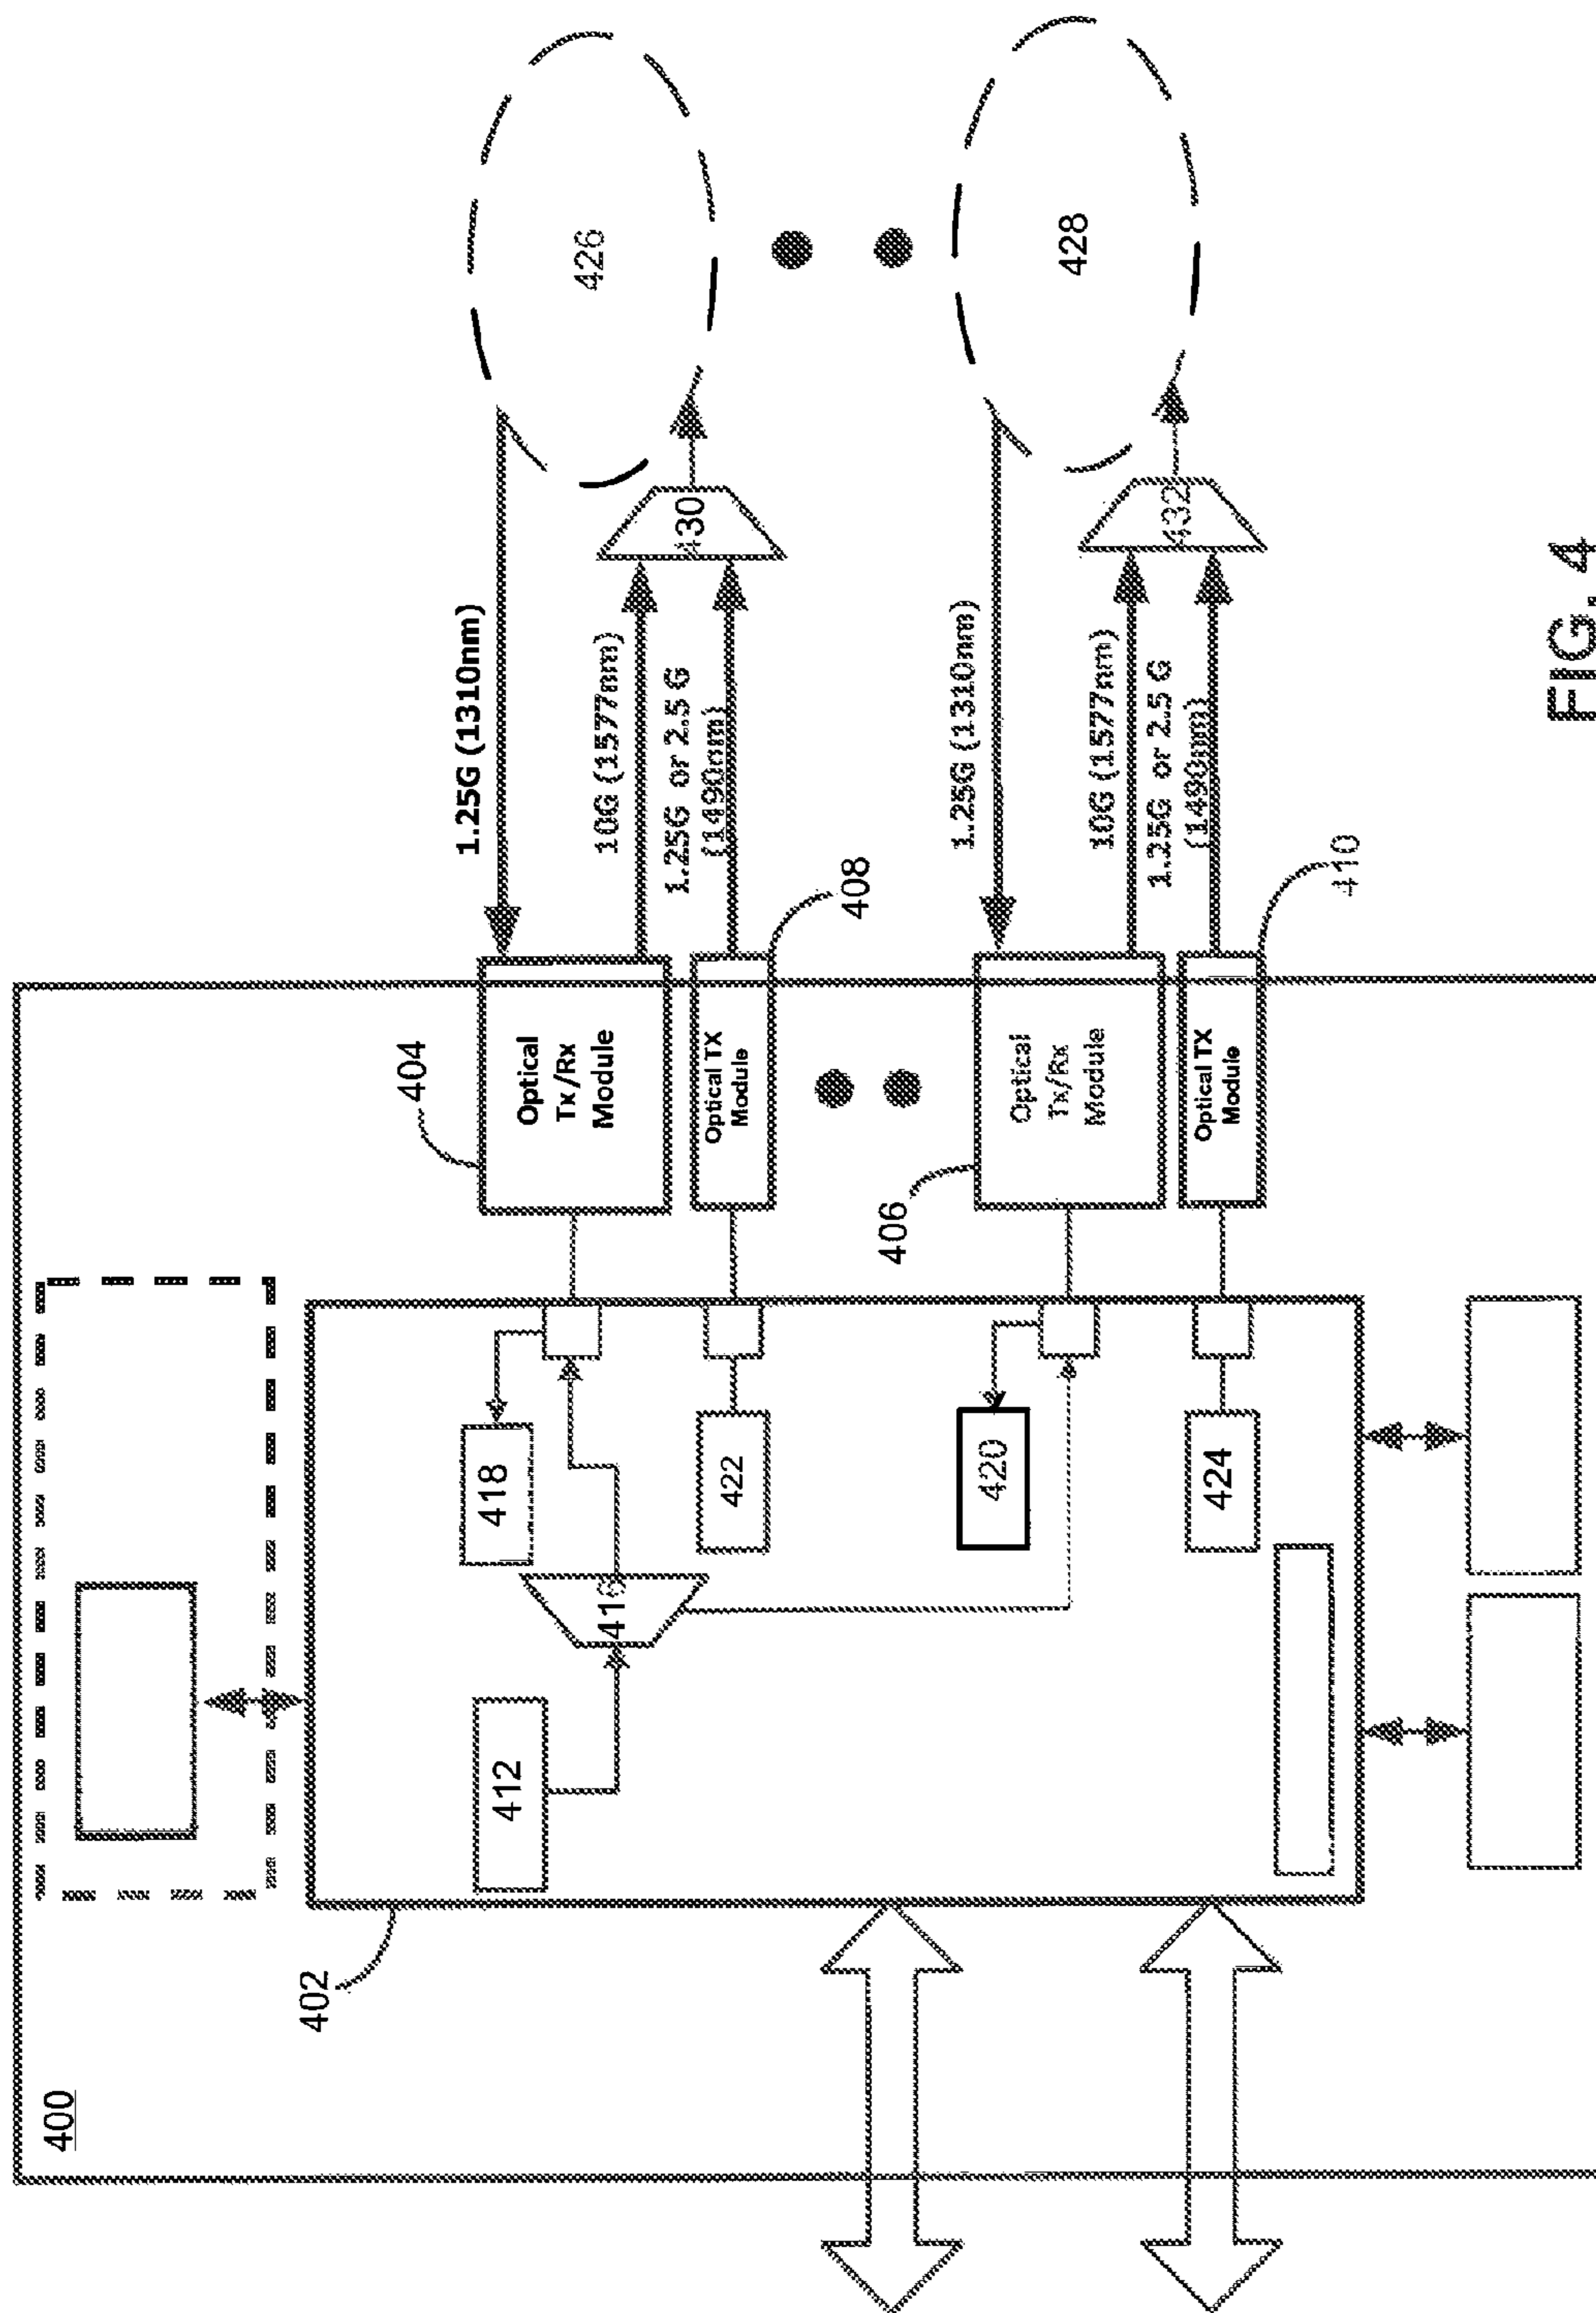 400
402
404
1.25G (1310nm)
412
418
Optical
Tx/Rx
Module
426
10G (1577nm)
416
1.25G or 2.5 G
(1490nm)
430
422
Optical TX
Module
408
406
1.25G (1310nm)
420
Optical
Tx/Rx
Module
428
10G (1577nm)
1.25G or 2.5 G
(1490nm)
432
424
Optical TX
Module
410
FIG. 4